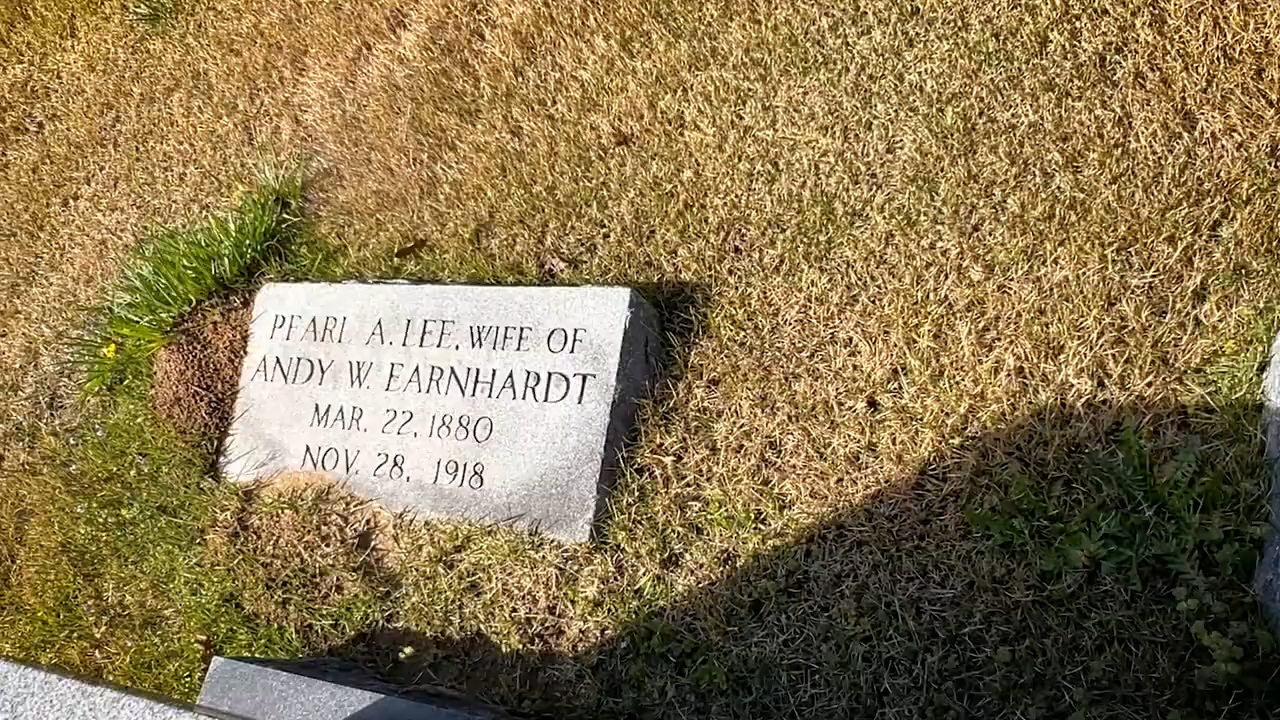 PEARL A. LEE, WIFE OF
ANDY W. EARNHARDT
MAR. 22, 1880
NOV. 28, 1918